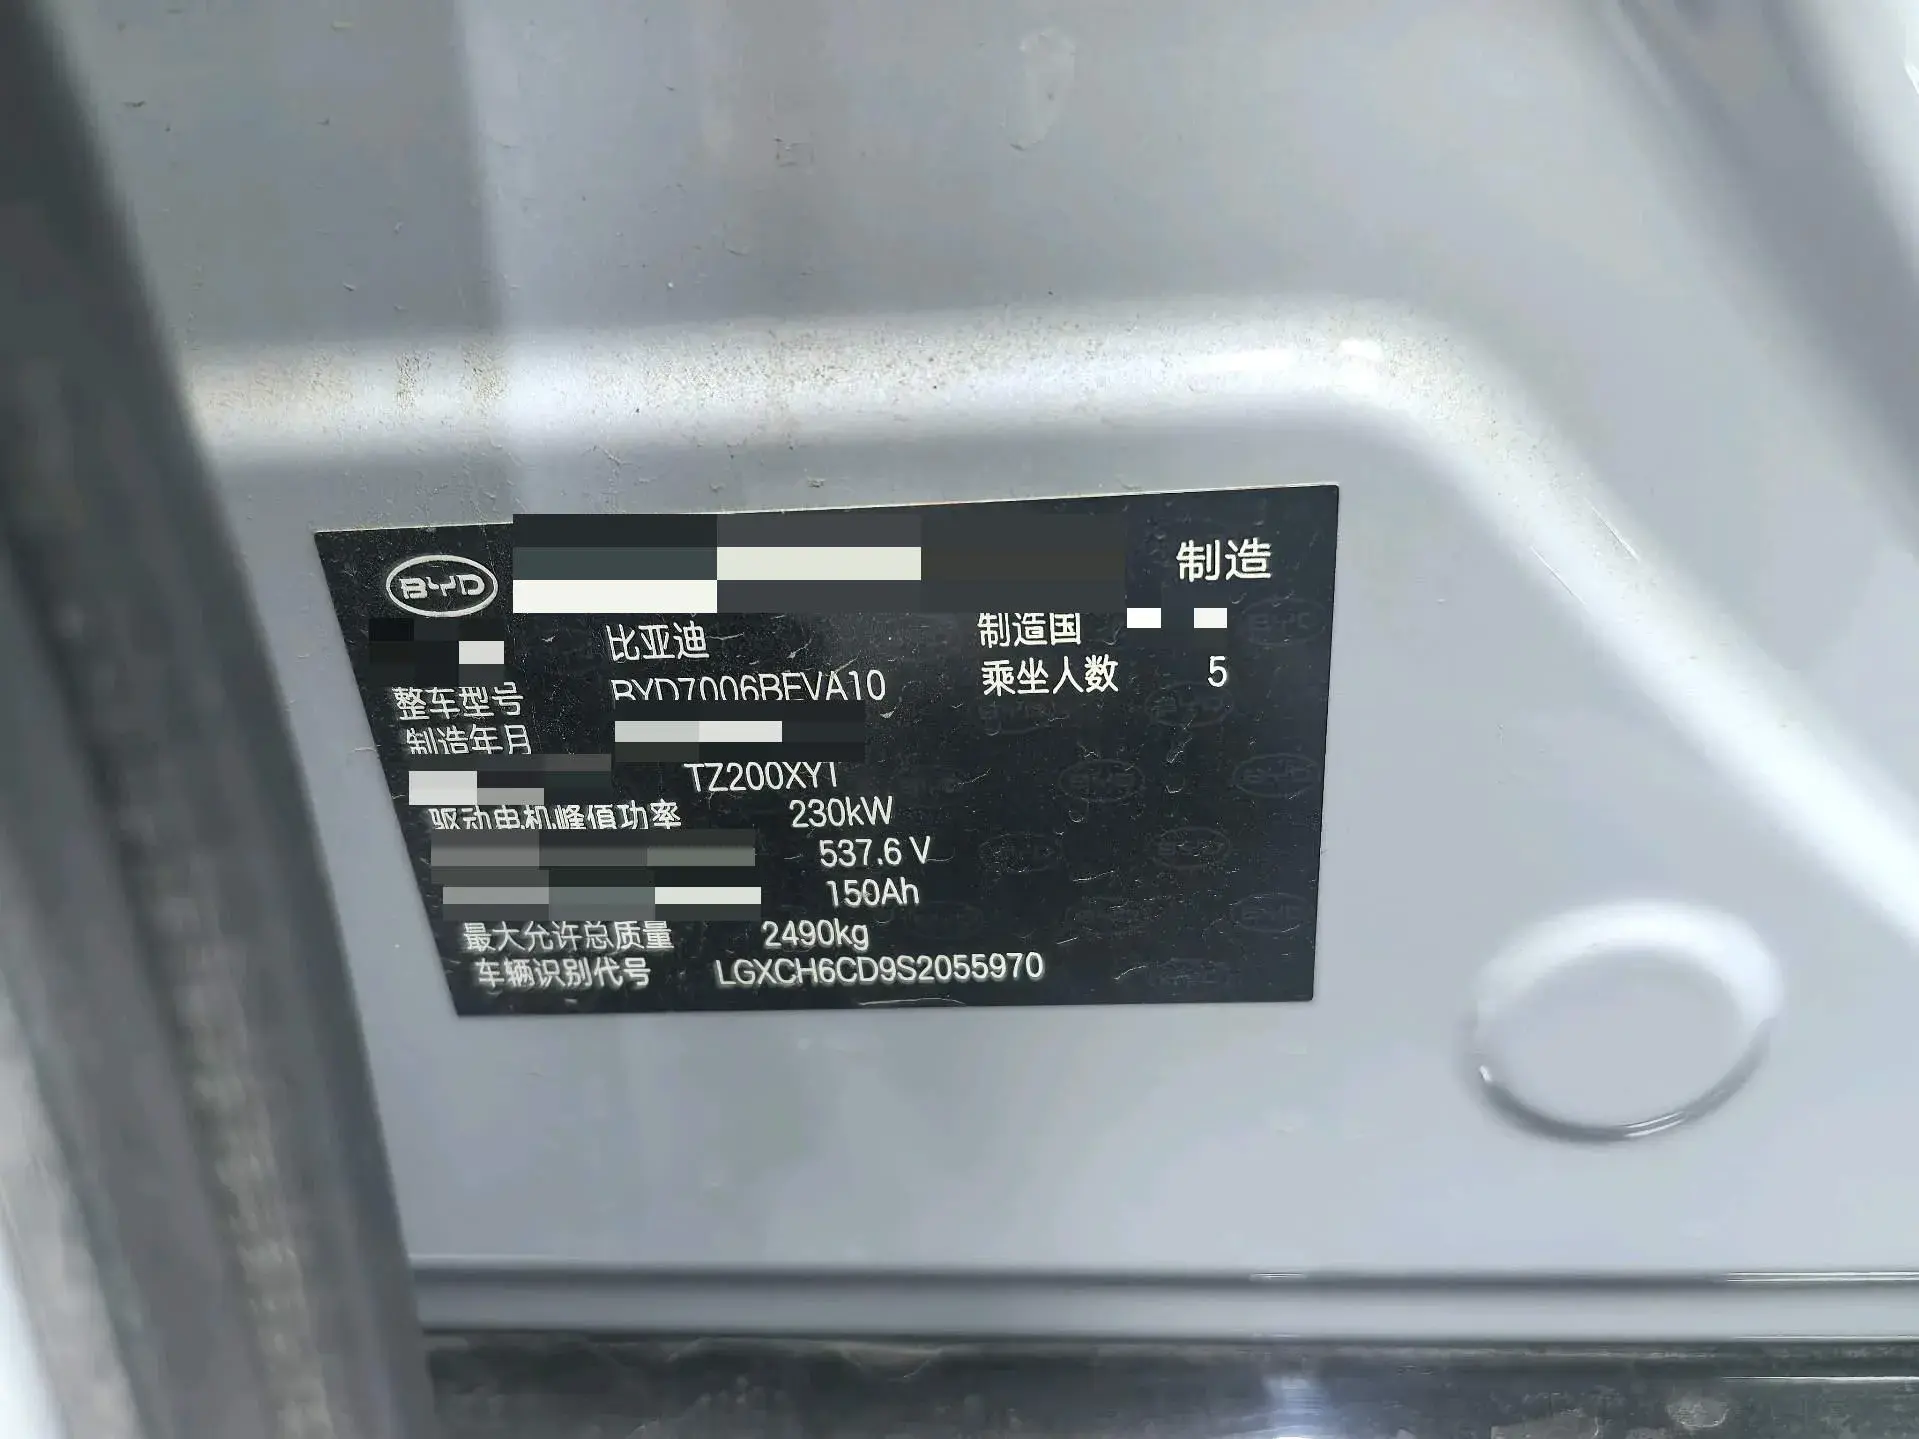 BYD 制造
比亚迪 制造国
整车型号 BYD7006BEVA10 乘坐人数 5
制造年月
TZ200XYT
驱动电机峰值功率 230kW
537.6 V
150Ah
最大允许总质量 2490kg
车辆识别代号 LGXCH6CD9S2055970